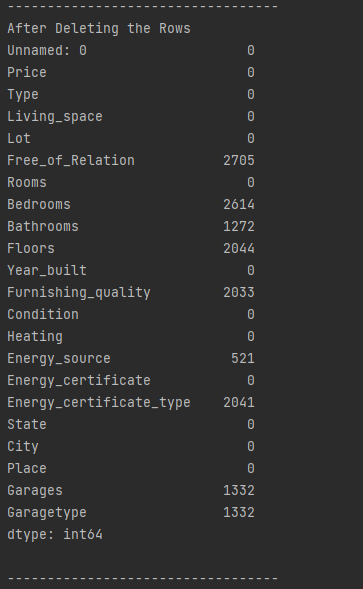 ----------------------------------
After Deleting the Rows
Unnamed: 0                    0
Price                         0
Type                          0
Living_space                  0
Lot                           0
Free_of_Relation           2705
Rooms                         0
Bedrooms                   2614
Bathrooms                  1272
Floors                     2044
Year_built                    0
Furnishing_quality         2033
Condition                     0
Heating                       0
Energy_source               521
Energy_certificate            0
Energy_certificate_type    2041
State                         0
City                          0
Place                         0
Garages                    1332
Garagetype                 1332
dtype: int64
----------------------------------